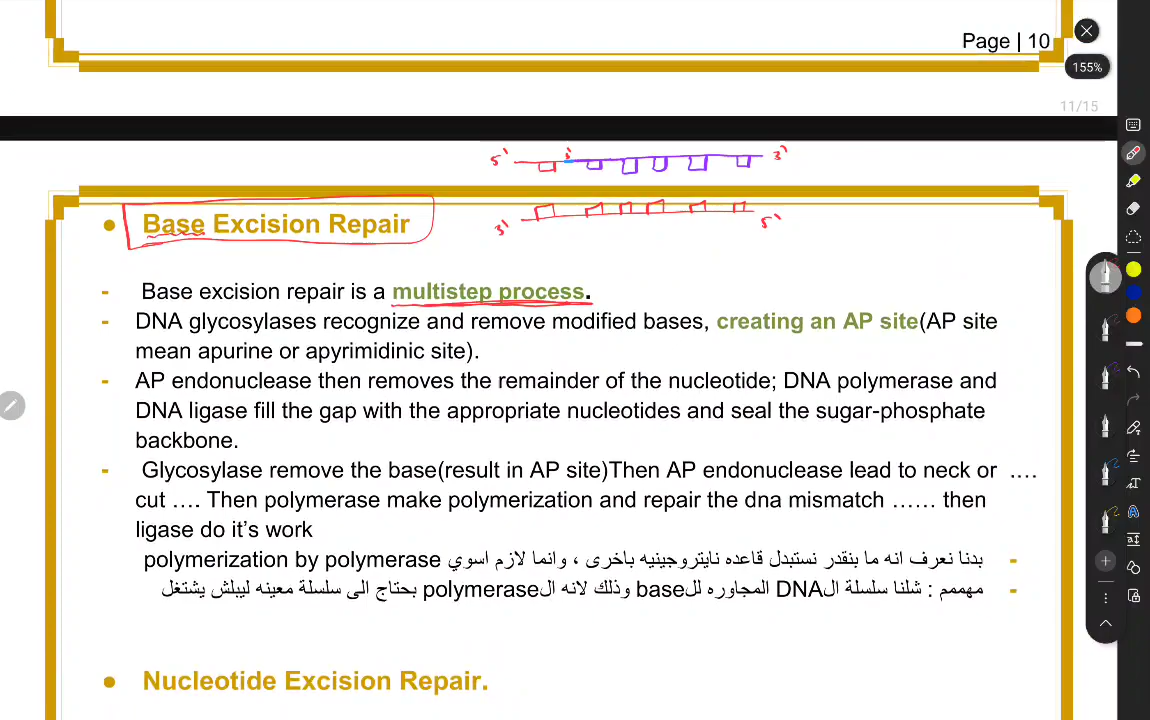 Page | 10
155%
11/15
5' 3' 3'
● Base Excision Repair
3' 5'
- Base excision repair is a multistep process.
- DNA glycosylases recognize and remove modified bases, creating an AP site(AP site
mean apurine or apyrimidinic site).
- AP endonuclease then removes the remainder of the nucleotide; DNA polymerase and
DNA ligase fill the gap with the appropriate nucleotides and seal the sugar-phosphate
backbone.
- Glycosylase remove the base(result in AP site)Then AP endonuclease lead to neck or ….
cut …. Then polymerase make polymerization and repair the dna mismatch …… then
ligase do it’s work
- بدنا نعرف انه ما بنقدر نستبدل قاعده نايتروجينيه باخرى ، وانما لازم اسوي polymerization by polymerase
- مهممم : شلنا سلسلة الDNA المجاوره للbase وذلك لانه الpolymerase بحتاج الى سلسلة معينه ليبلش يشتغل
● Nucleotide Excision Repair.